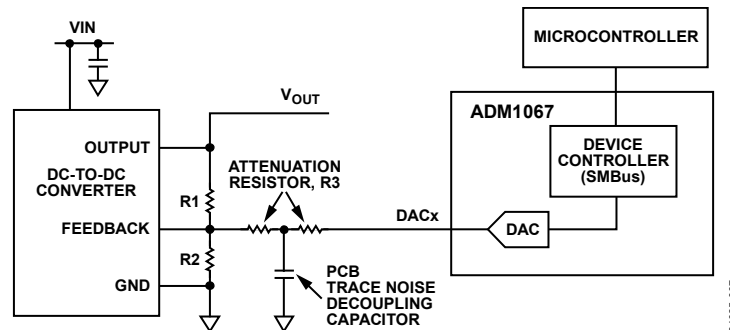 VIN
MICROCONTROLLER
VOUT
ADM1067
OUTPUT
DC-TO-DC
CONVERTER
ATTENUATION
RESISTOR, R3
DEVICE
CONTROLLER
(SMBus)
R1
DACx
FEEDBACK
DAC
R2
GND
PCB
TRACE NOISE
DECOUPLING
CAPACITOR